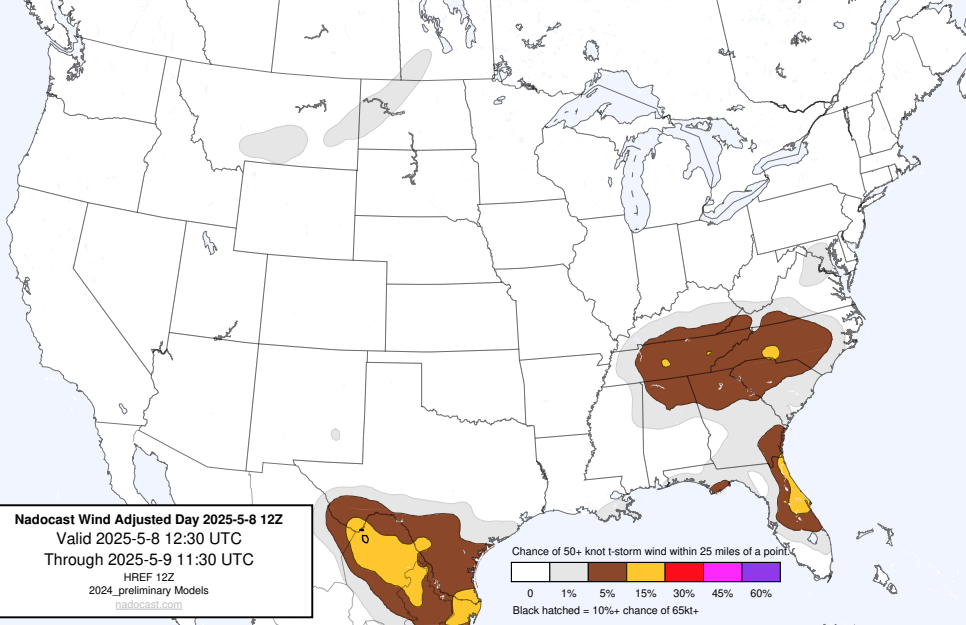 Nadocast Wind Adjusted Day 2025-5-8 12Z
Valid 2025-5-8 12:30 UTC
Through 2025-5-9 11:30 UTC
HREF 12Z
2024_preliminary Models
nadocast.com
Chance of 50+ knot t-storm wind within 25 miles of a point.
0 1% 5% 15% 30% 45% 60%
Black hatched = 10%+ chance of 65kt+